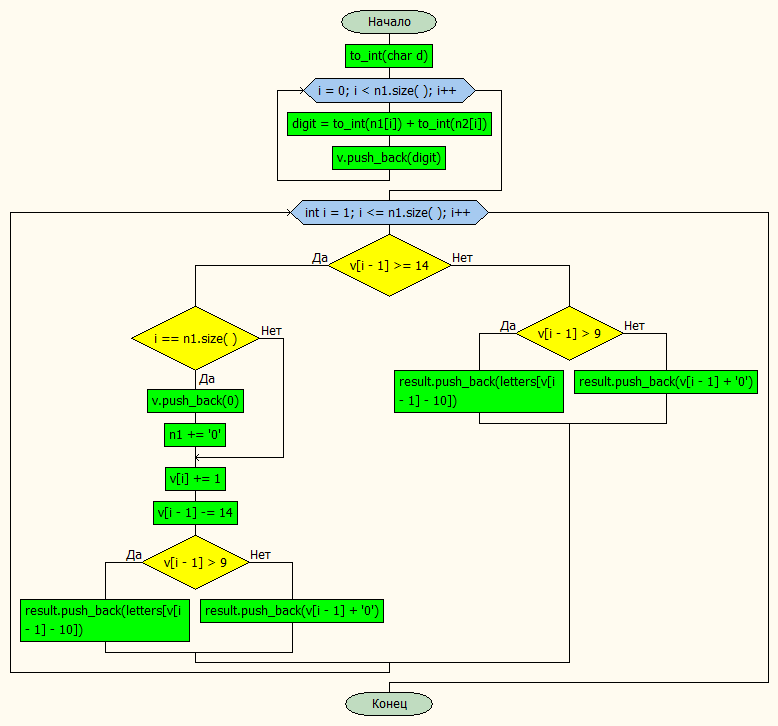 Начало
to_int(char d)
i = 0; i < n1.size( ); i++
digit = to_int(n1[i]) + to_int(n2[i])
v.push_back(digit)
int i = 1; i <= n1.size( ); i++
v[i - 1] >= 14
Да
Нет
i == n1.size( )
Нет
Да
v.push_back(0)
n1 += '0'
v[i] += 1
v[i - 1] -= 14
v[i - 1] > 9
Да
Нет
result.push_back(letters[v[i
- 1] - 10])
result.push_back(v[i - 1] + '0')
v[i - 1] > 9
Да
Нет
result.push_back(letters[v[i
- 1] - 10])
result.push_back(v[i - 1] + '0')
Конец